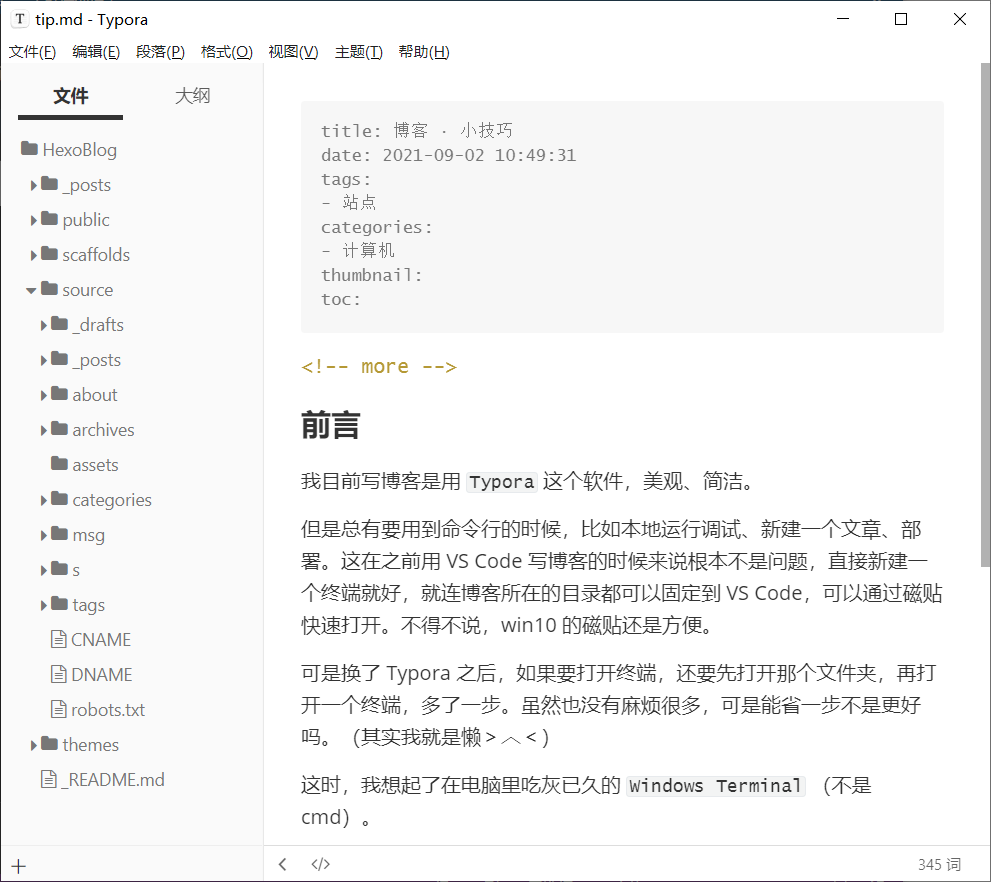 T tip.md - Typora
文件(F) 编辑(E) 段落(P) 格式(O) 视图(V) 主题(T) 帮助(H)
文件 大纲
HexoBlog
_posts
public
scaffolds
source
_drafts
_posts
about
archives
assets
categories
msg
s
tags
CNAME
DNAME
robots.txt
themes
_README.md
title: 博客 · 小技巧
date: 2021-09-02 10:49:31
tags:
- 站点
categories:
- 计算机
thumbnail:
toc:
<!-- more -->
前言
我目前写博客是用 Typora 这个软件，美观、简洁。
但是总有要用到命令行的时候，比如本地运行调试、新建一个文章、部
署。这在之前用 VS Code 写博客的时候来说根本不是问题，直接新建一
个终端就好，就连博客所在的目录都可以固定到 VS Code，可以通过磁贴
快速打开。不得不说，win10 的磁贴还是方便。
可是换了 Typora 之后，如果要打开终端，还要先打开那个文件夹，再打
开一个终端，多了一步。虽然也没有麻烦很多，可是能省一步不是更好
吗。（其实我就是懒 > ︿ < ）
这时，我想起了在电脑里吃灰已久的 Windows Terminal （不是
cmd）。
+ < </> 345 词